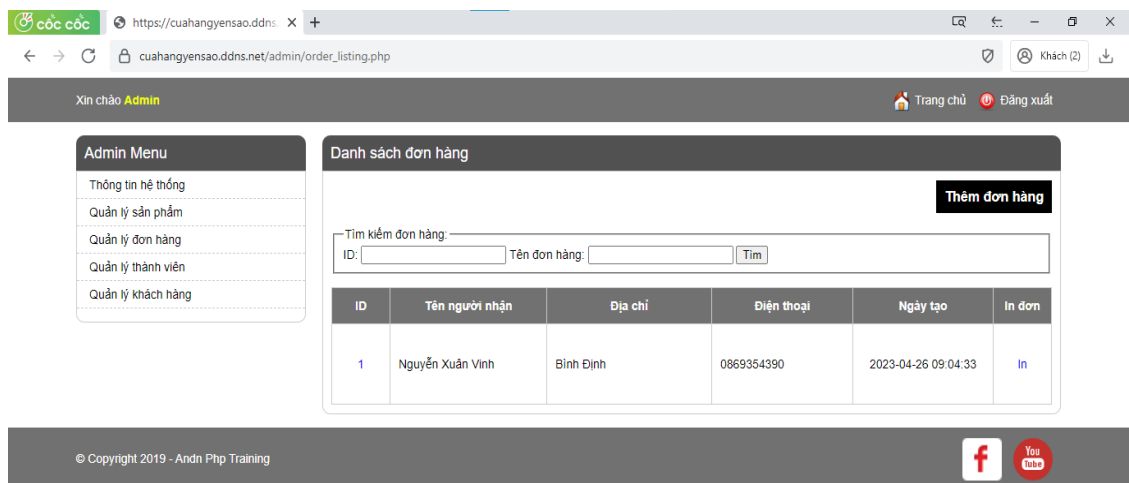 cốc cốc
https://cuahangyensao.ddns.
cuahangyensao.ddns.net/admin/order_listing.php
Khách (2)
Xin chào Admin
Trang chủ
Đăng xuất
Admin Menu
Thông tin hệ thống
Quản lý sản phẩm
Quản lý đơn hàng
Quản lý thành viên
Quản lý khách hàng
Danh sách đơn hàng
Thêm đơn hàng
Tìm kiếm đơn hàng:
ID: Tên đơn hàng: Tìm
ID Tên người nhận Địa chỉ Điện thoại Ngày tạo In đơn
1 Nguyễn Xuân Vinh Bình Định 0869354390 2023-04-26 09:04:33 In
© Copyright 2019 - Andn Php Training
f
You Tube